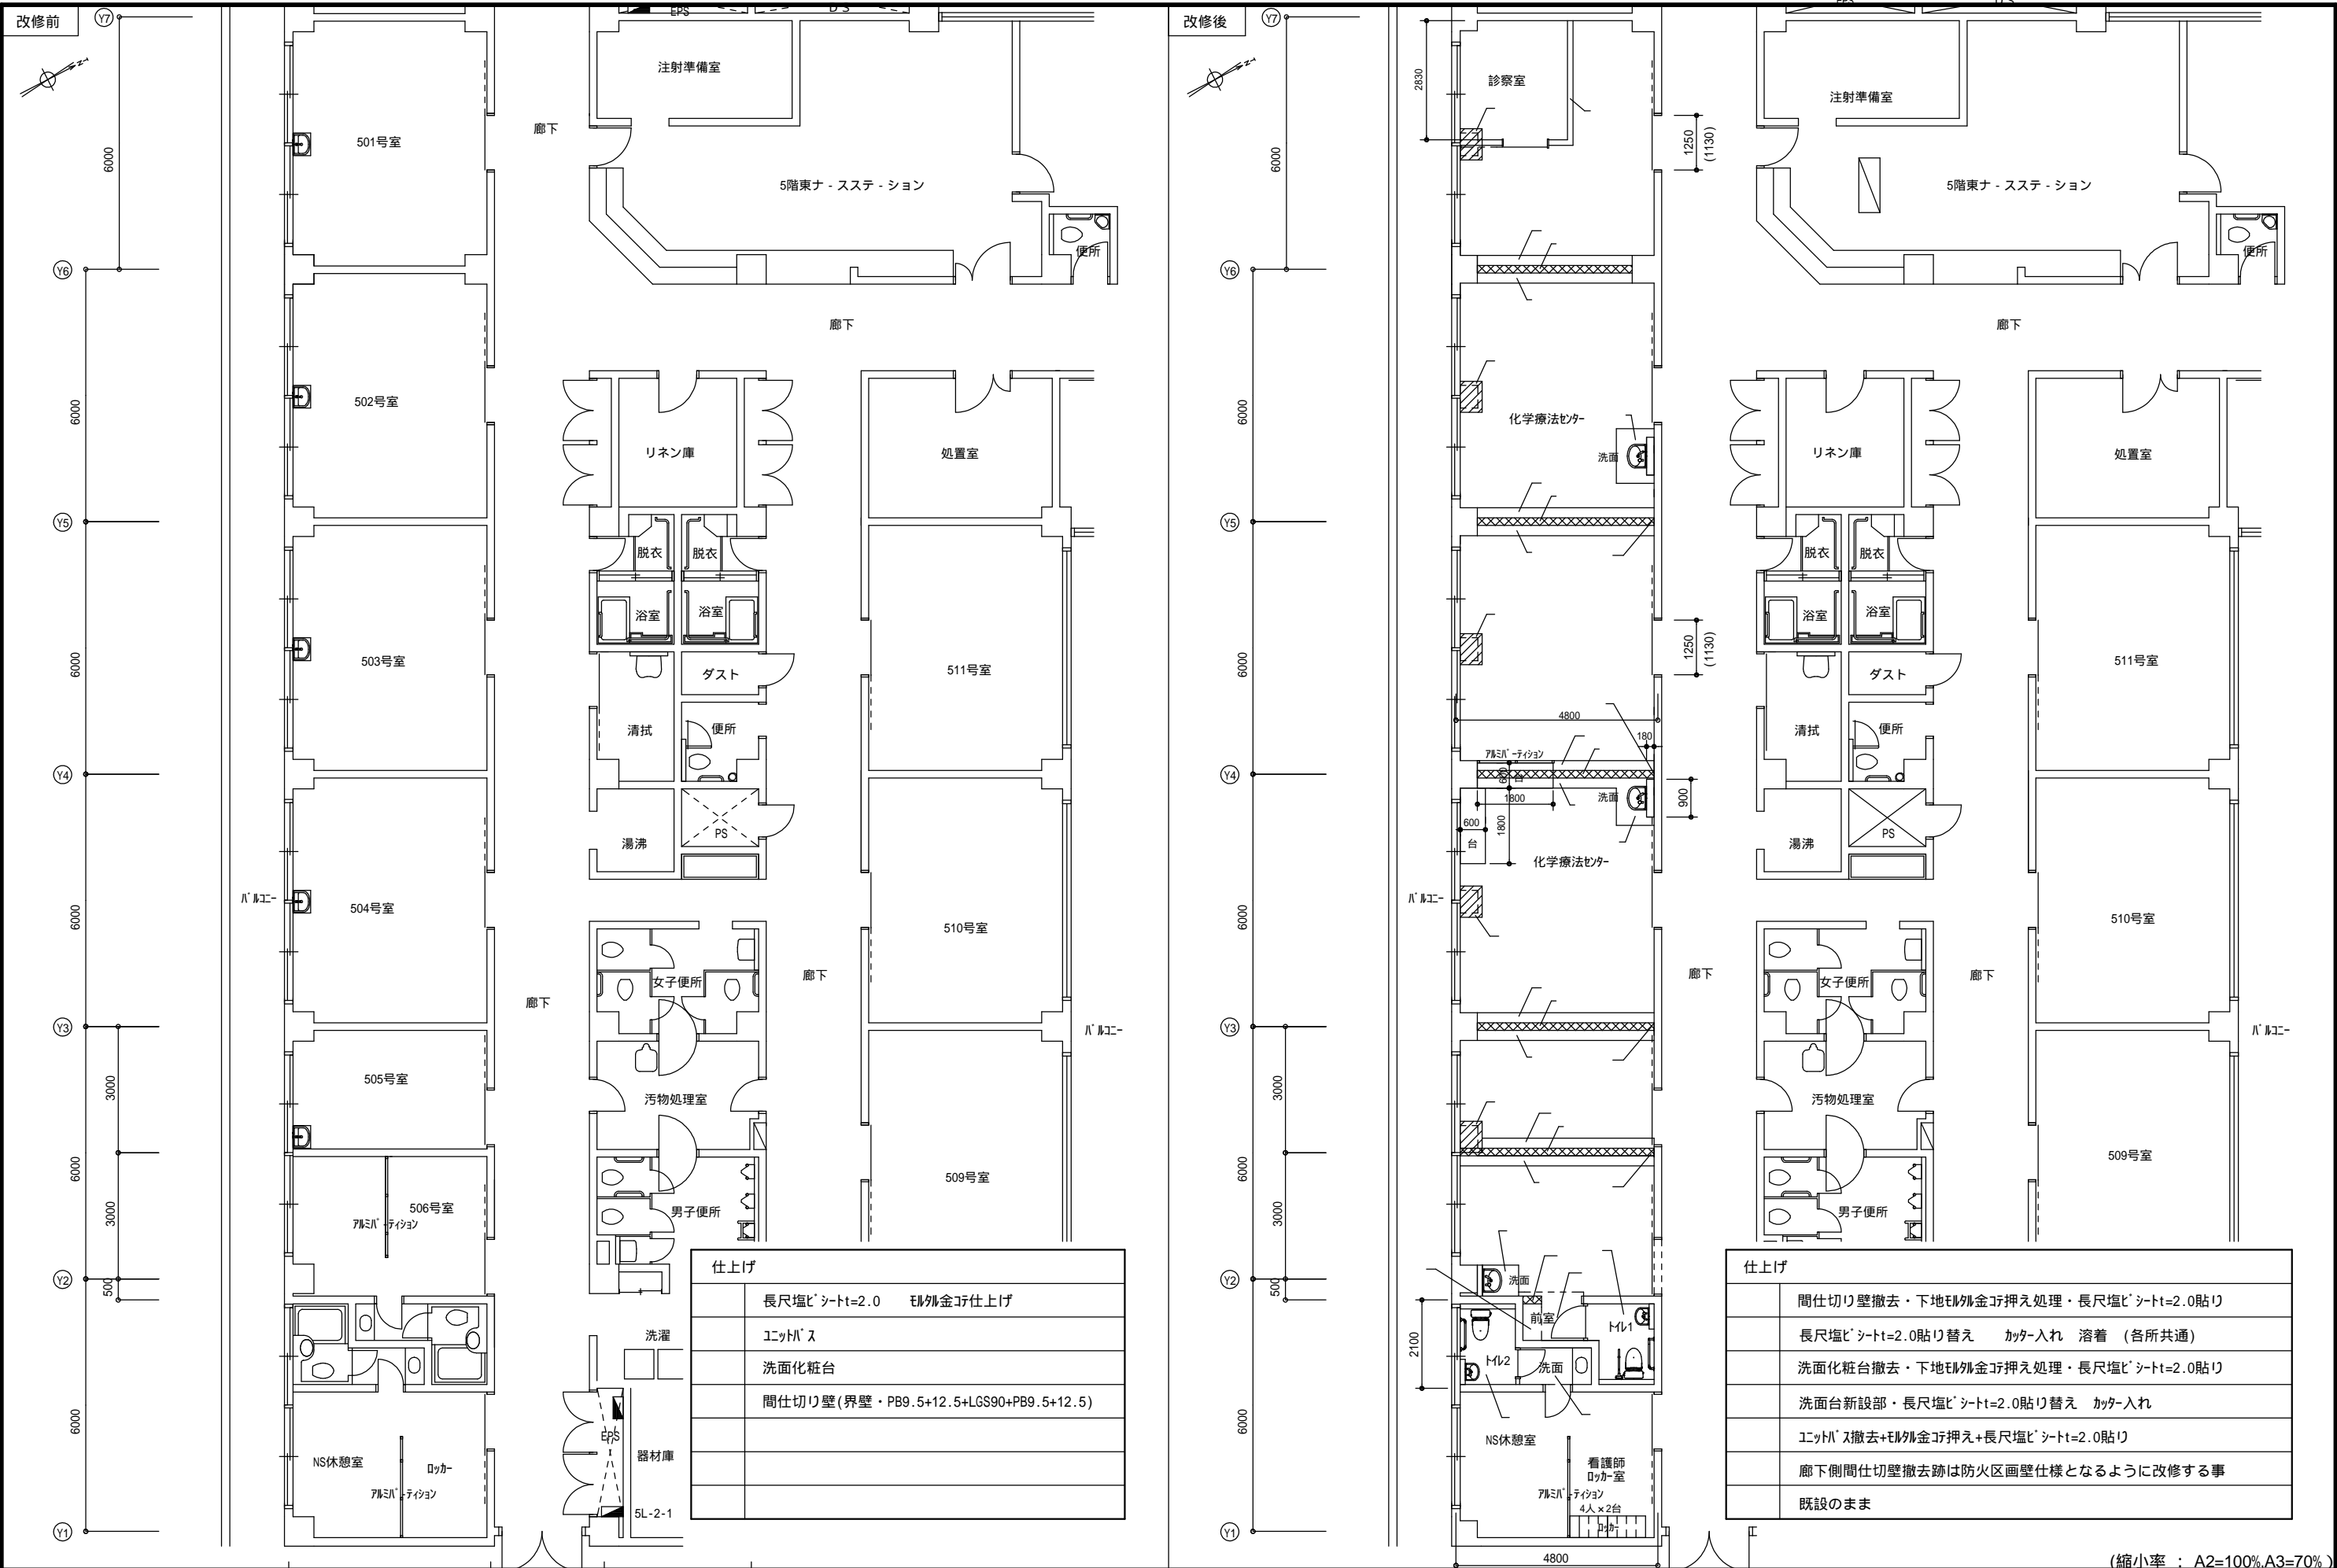 改修前
Y7
EPS
DS
注射準備室
501号室
廊下
6000
5階東ナ-スステ-ション
便所
Y6
廊下
502号室
6000
リネン庫
処置室
Y5
脱衣
脱衣
浴室
浴室
503号室
6000
511号室
ダスト
清拭
便所
Y4
湯沸
PS
バルコニー
504号室
6000
510号室
女子便所
廊下
廊下
Y3
バルコニー
505号室
3000
汚物処理室
6000
509号室
506号室
アルミパーティション
3000
男子便所
Y2
500
洗濯
NS休憩室
ロッカー
アルミパーティション
6000
EPS
器材庫
5L-2-1
Y1
仕上げ
長尺塩ビシートt=2.0 モルタル金ゴテ仕上げ
ユニットバス
洗面化粧台
間仕切り壁(界壁・PB9.5+12.5+LGS90+PB9.5+12.5)
改修後
Y7
EPS
DS
2830
診察室
注射準備室
1250
(1130)
6000
5階東ナ-スステ-ション
便所
Y6
廊下
化学療法センター
洗面
6000
リネン庫
処置室
Y5
脱衣
脱衣
浴室
浴室
1250
(1130)
6000
511号室
ダスト
清拭
便所
4800
180
アルミパーティション
Y4
600
台
1800
洗面
900
600
台
1800
湯沸
PS
化学療法センター
バルコニー
6000
510号室
女子便所
廊下
廊下
Y3
バルコニー
3000
汚物処理室
6000
509号室
3000
男子便所
Y2
500
洗面
前室
トイレ1
トイレ2
洗面
2100
NS休憩室
看護師
ロッカー室
アルミパーティション
4人×2台
ロッカー
6000
Y1
4800
仕上げ
間仕切り壁撤去・下地モルタル金ゴテ押え処理・長尺塩ビシートt=2.0貼り
長尺塩ビシートt=2.0貼り替え カッター入れ 溶着 (各所共通)
洗面化粧台撤去・下地モルタル金ゴテ押え処理・長尺塩ビシートt=2.0貼り
洗面台新設部・長尺塩ビシートt=2.0貼り替え カッター入れ
ユニットバス撤去+モルタル金ゴテ押え+長尺塩ビシートt=2.0貼り
廊下側間仕切壁撤去跡は防火区画壁仕様となるように改修する事
既設のまま
(縮小率 : A2=100%,A3=70%)